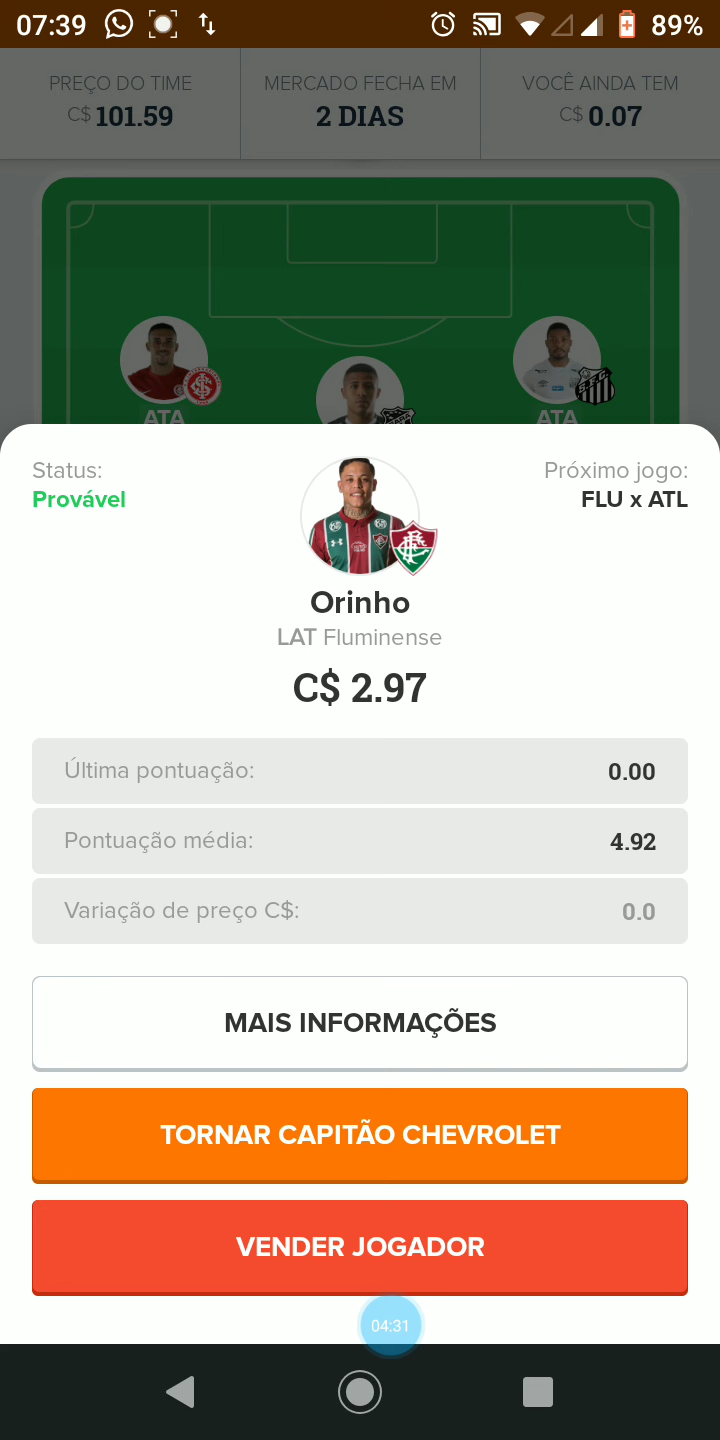 07:39
89%
PREÇO DO TIME
C$ 101.59
MERCADO FECHA EM
2 DIAS
VOCÊ AINDA TEM
C$ 0.07
ATA
ATA
Status:
Provável
Próximo jogo:
FLU x ATL
Orinho
LAT Fluminense
C$ 2.97
Última pontuação:
0.00
Pontuação média:
4.92
Variação de preço C$:
0.0
MAIS INFORMAÇÕES
TORNAR CAPITÃO CHEVROLET
VENDER JOGADOR
04:31